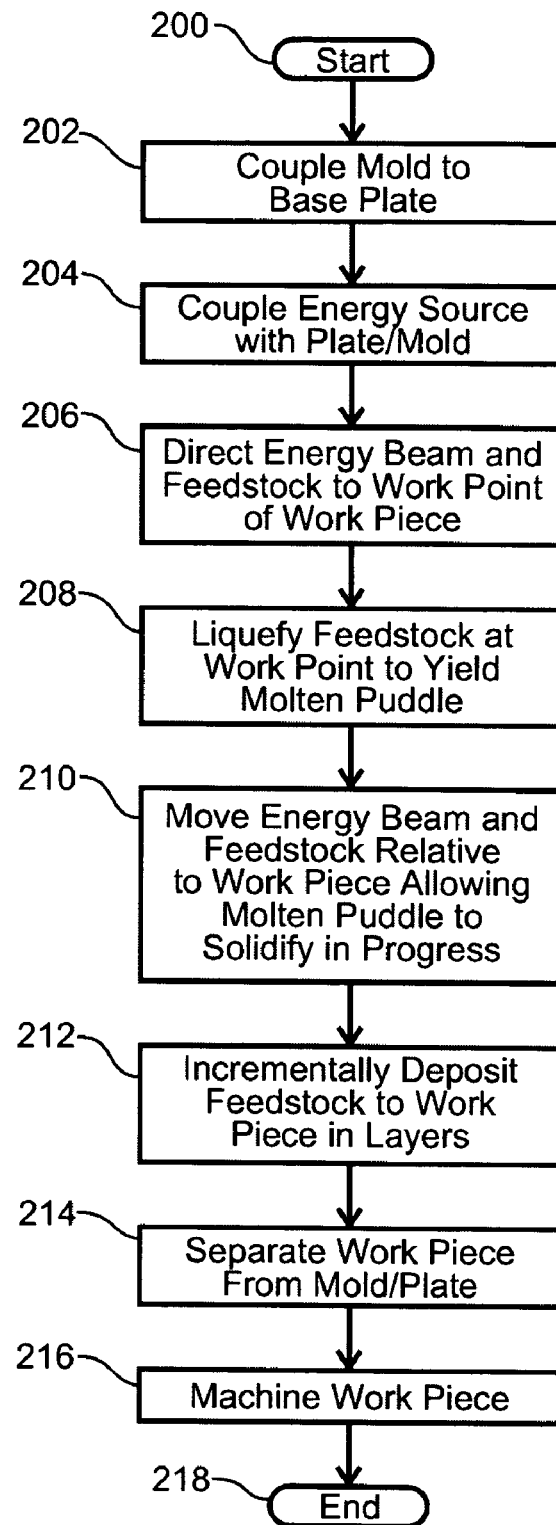 200
Start
202
Couple Mold to
Base Plate
204
Couple Energy Source
with Plate/Mold
206
Direct Energy Beam and
Feedstock to Work Point
of Work Piece
208
Liquefy Feedstock at
Work Point to Yield
Molten Puddle
210
Move Energy Beam and
Feedstock Relative
to Work Piece Allowing
Molten Puddle to
Solidify in Progress
212
Incrementally Deposit
Feedstock to Work
Piece in Layers
214
Separate Work Piece
From Mold/Plate
216
Machine Work Piece
218
End